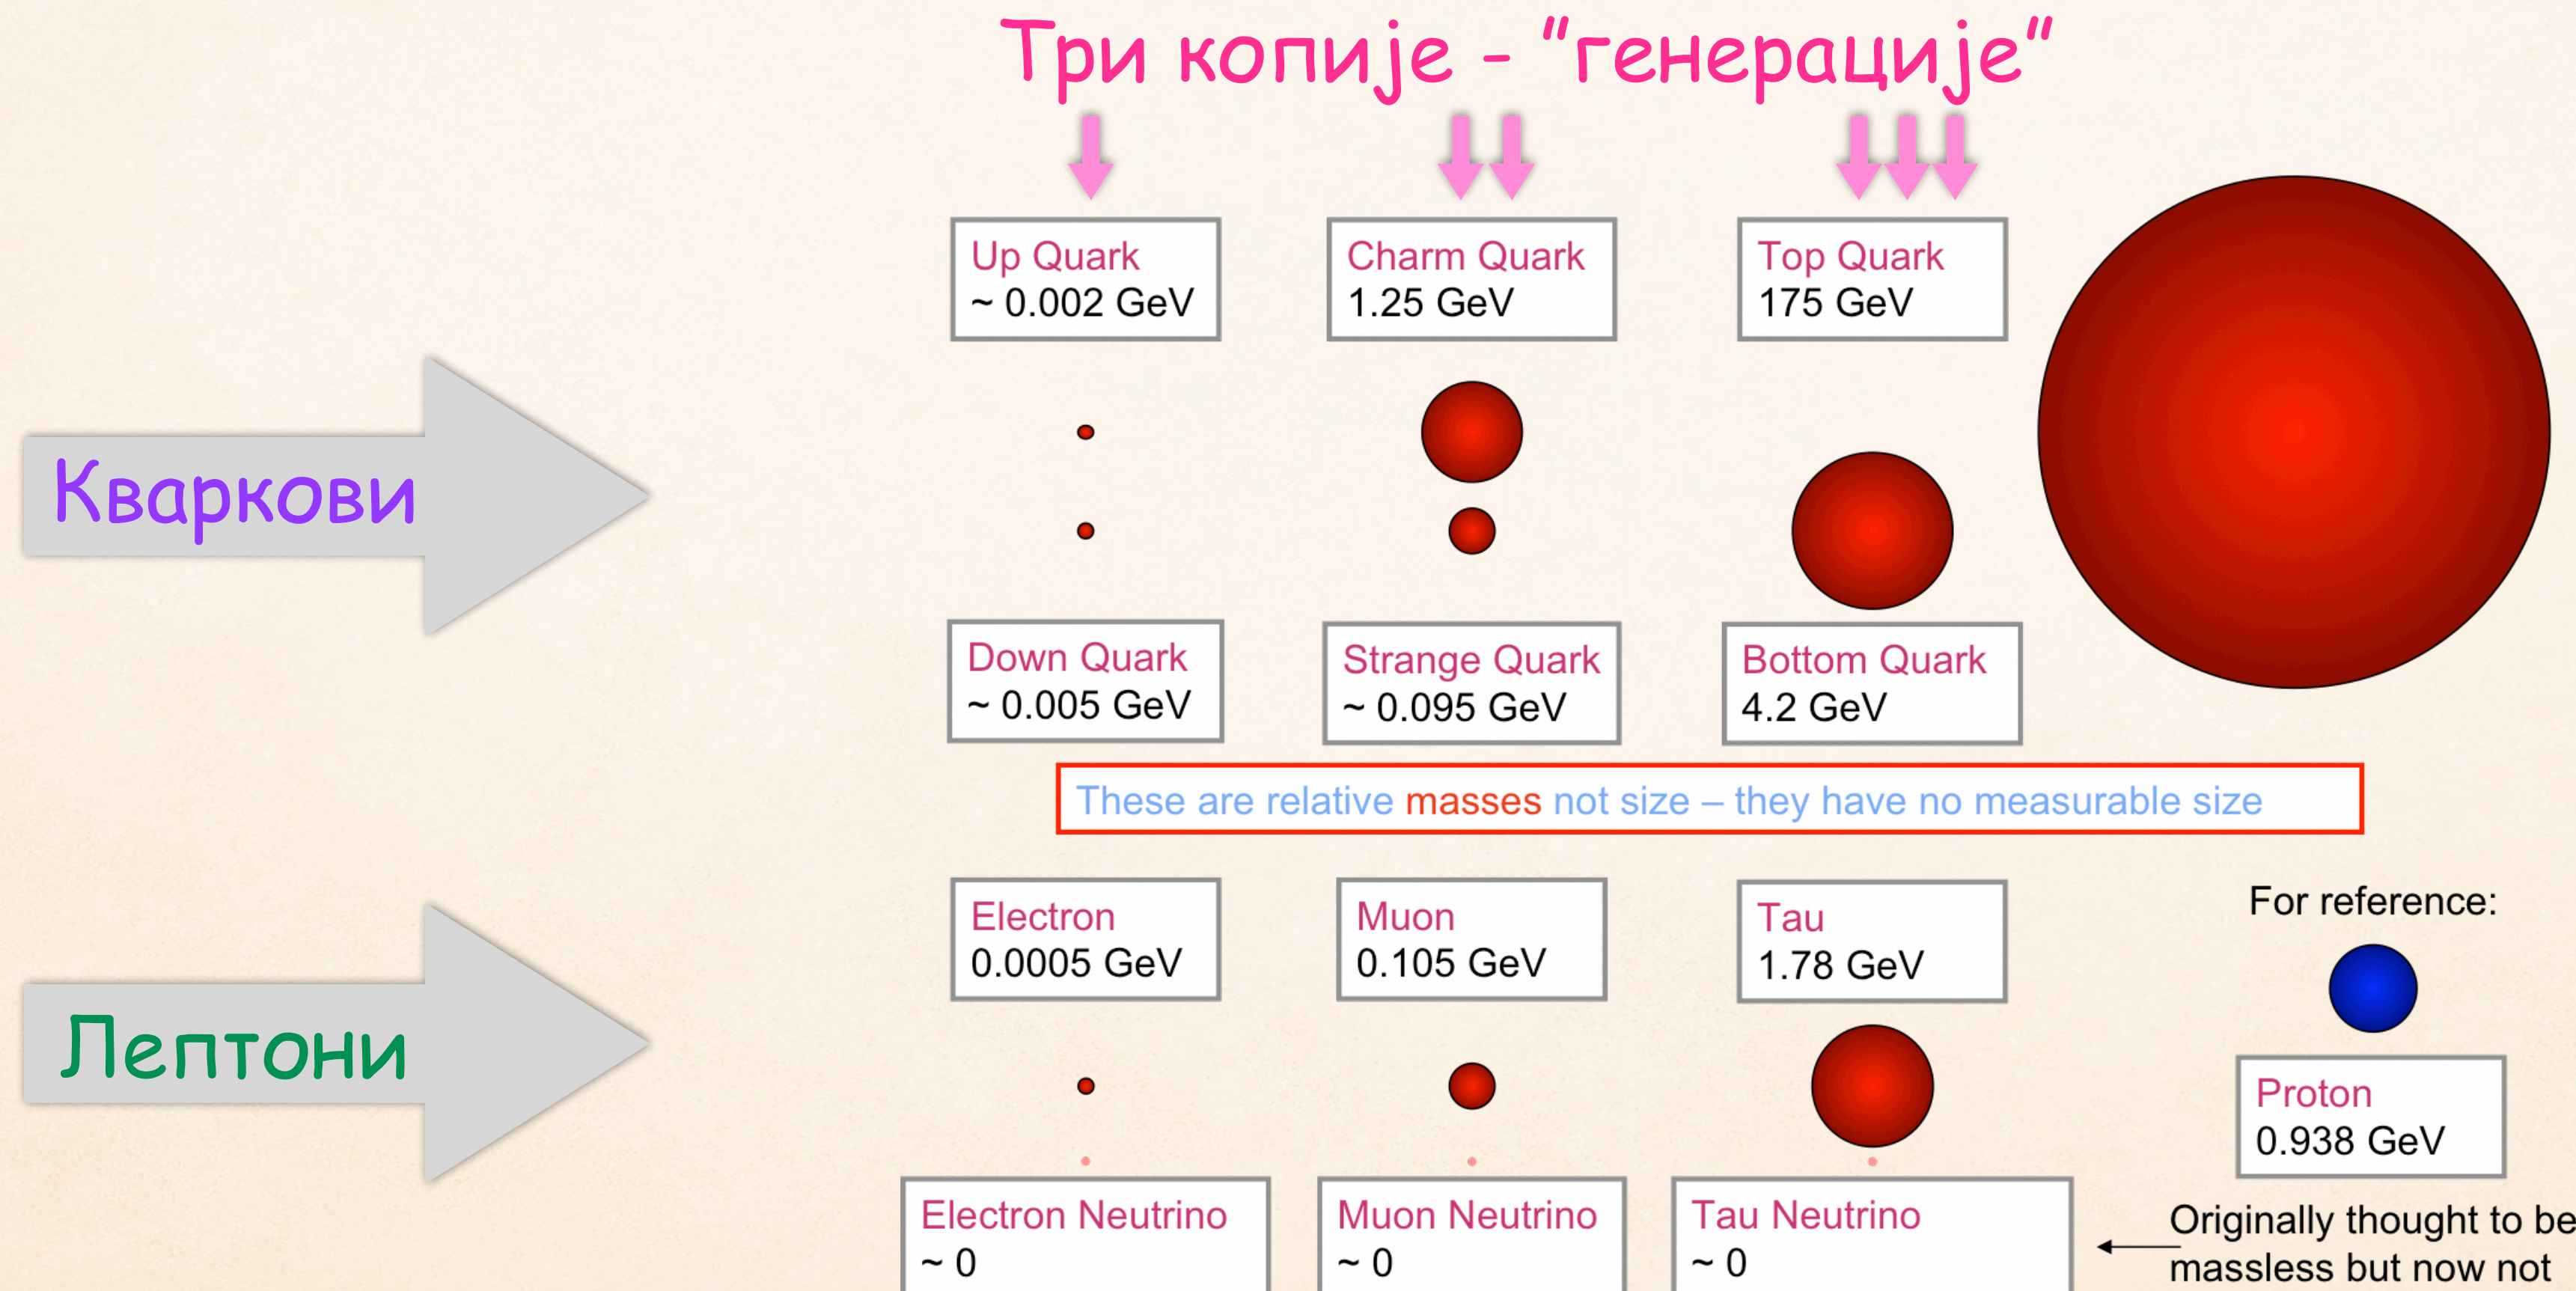 Три копије - “генерације“
Up Quark
~ 0.002 GeV
Charm Quark
1.25 GeV
Top Quark
175 GeV
Кваркови
Down Quark
~ 0.005 GeV
Strange Quark
~ 0.095 GeV
Bottom Quark
4.2 GeV
These are relative masses not size – they have no measurable size
Electron
0.0005 GeV
Muon
0.105 GeV
Tau
1.78 GeV
For reference:
Лептони
Proton
0.938 GeV
Electron Neutrino
~ 0
Muon Neutrino
~ 0
Tau Neutrino
~ 0
Originally thought to be
massless but now not